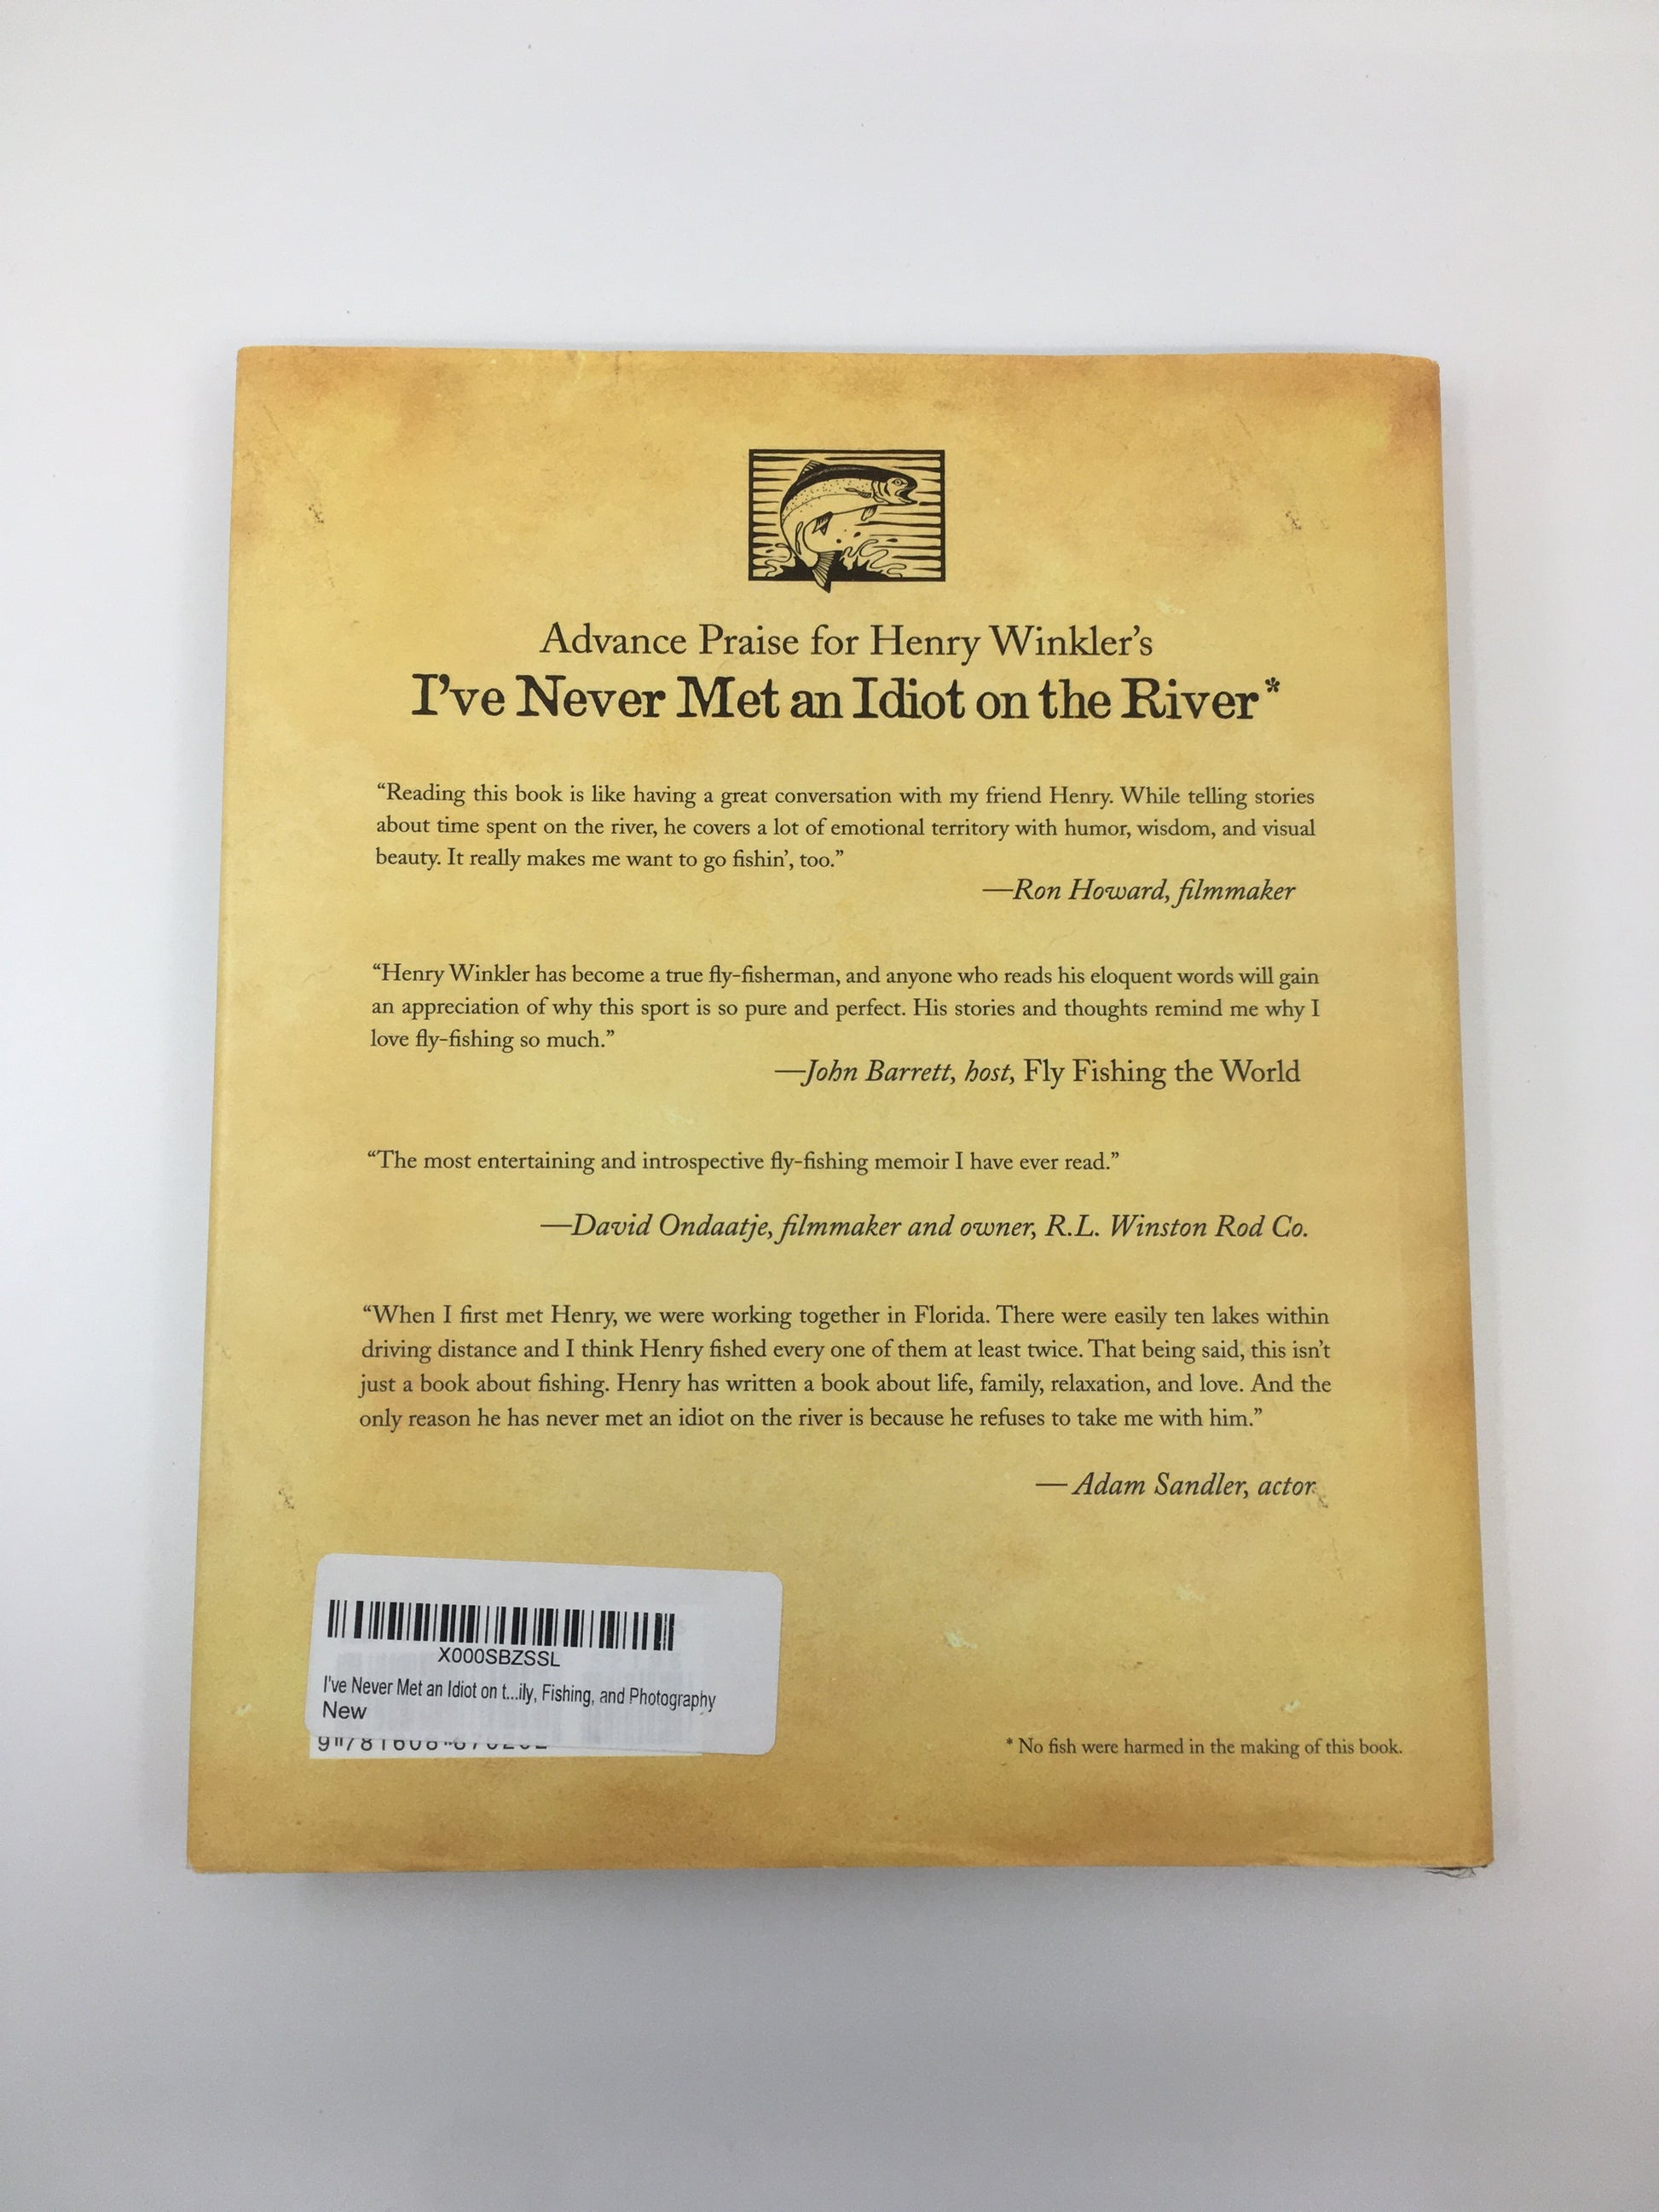 Advance Praise for Henry Winkler's
I've Never Met an Idiot on the River*
“Reading this book is like having a great conversation with my friend Henry. While telling stories
about time spent on the river, he covers a lot of emotional territory with humor, wisdom, and visual
beauty. It really makes me want to go fishin’, too.”
—Ron Howard, filmmaker
“Henry Winkler has become a true fly-fisherman, and anyone who reads his eloquent words will gain
an appreciation of why this sport is so pure and perfect. His stories and thoughts remind me why I
love fly-fishing so much.”
—John Barrett, host, Fly Fishing the World
“The most entertaining and introspective fly-fishing memoir I have ever read.”
—David Ondaatje, filmmaker and owner, R.L. Winston Rod Co.
“When I first met Henry, we were working together in Florida. There were easily ten lakes within
driving distance and I think Henry fished every one of them at least twice. That being said, this isn’t
just a book about fishing. Henry has written a book about life, family, relaxation, and love. And the
only reason he has never met an idiot on the river is because he refuses to take me with him.”
— Adam Sandler, actor
X000SBZSSL
I've Never Met an Idiot on t...ily, Fishing, and Photography
New
* No fish were harmed in the making of this book.